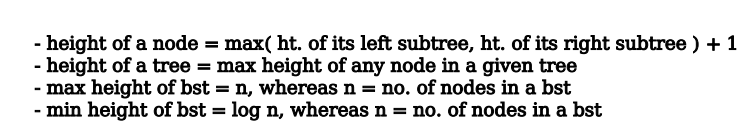 - height of a node = max( ht. of its left subtree, ht. of its right subtree ) + 1
- height of a tree = max height of any node in a given tree
- max height of bst = n, whereas n = no. of nodes in a bst
- min height of bst = log n, whereas n = no. of nodes in a bst